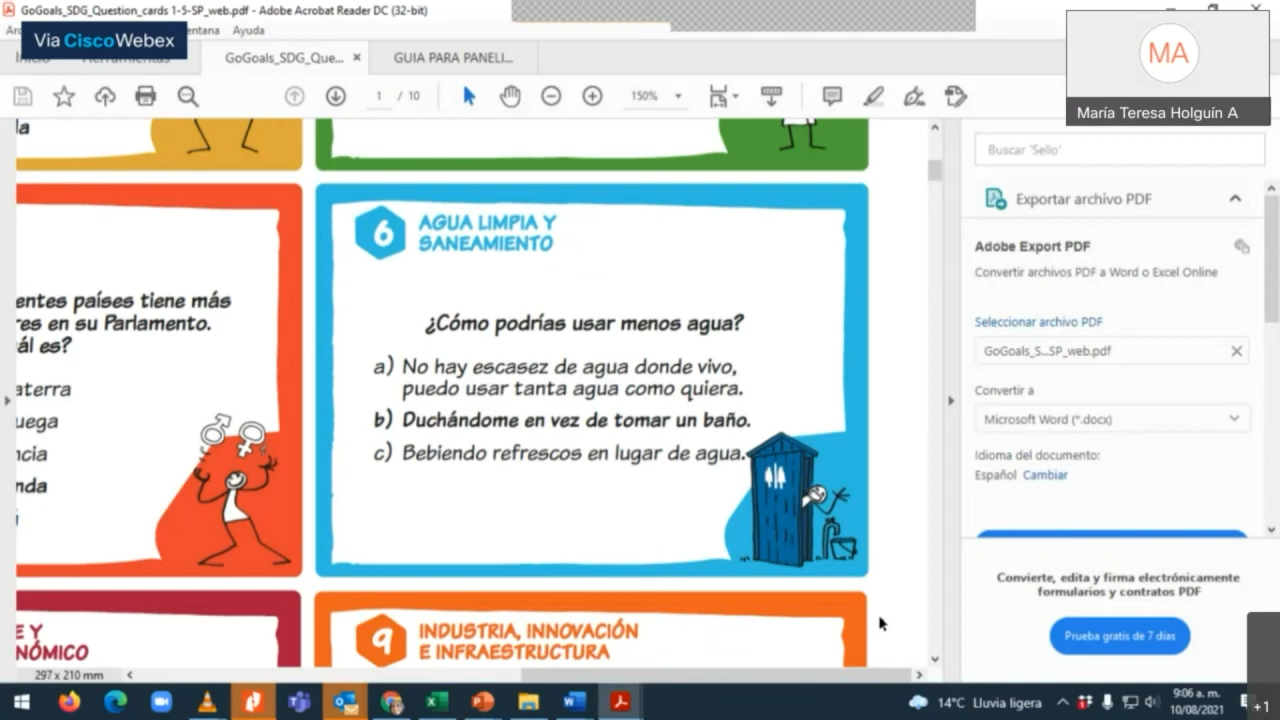 GoGoals_SDG_Question_cards 1-5-SP_web.pdf - Adobe Acrobat Reader DC (32-bit)
Ayuda
Via CiscoWebex
GoGoals_SDG_Que... ×
GUIA PARA PANELI...
MA
María Teresa Holguín A
1 / 10
150%
Buscar 'Sello'
Exportar archivo PDF
Adobe Export PDF
Convertir archivos PDF a Word o Excel Online
Seleccionar archivo PDF
GoGoals_S...SP_web.pdf
Convertir a
Microsoft Word (*.docx)
Idioma del documento:
Español Cambiar
Convierte, edita y firma electrónicamente
formularios y contratos PDF
Prueba gratis de 7 días
la
entes países tiene más
res en su Parlamento.
ál es?
aterra
uega
ncia
nda
6
AGUA LIMPIA Y
SANEAMIENTO
¿Cómo podrías usar menos agua?
a) No hay escasez de agua donde vivo,
puedo usar tanta agua como quiera.
b) Duchándome en vez de tomar un baño.
c) Bebiendo refrescos en lugar de agua.
E Y
NÓMICO
9
INDUSTRIA, INNOVACIÓN
E INFRAESTRUCTURA
297 x 210 mm
14°C Lluvia ligera
9:06 a. m.
10/08/2021
+1